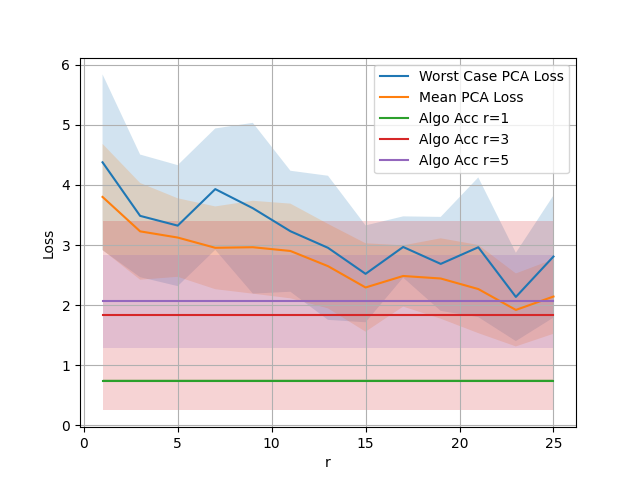 6
5
4
3
2
1
0
Loss
0
5
10
15
20
25
r
Worst Case PCA Loss
Mean PCA Loss
Algo Acc r=1
Algo Acc r=3
Algo Acc r=5